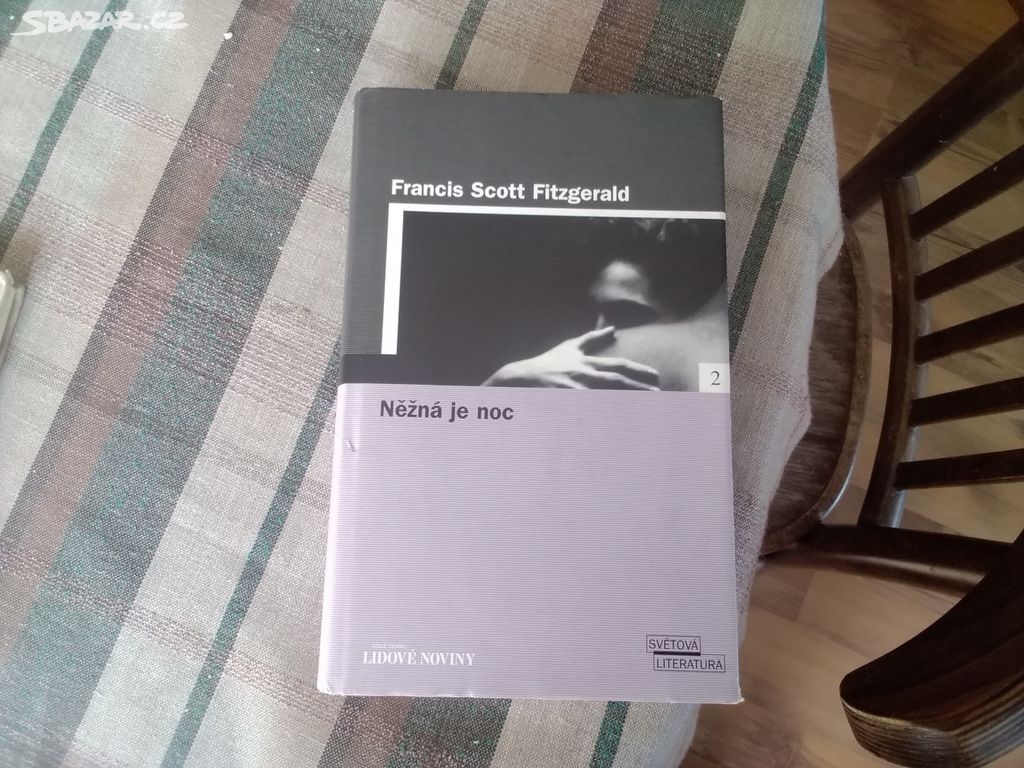 SBAZAR.CZ
Francis Scott Fitzgerald
2
Něžná je noc
LIDOVÉ NOVINY
SVĚTOVÁ
LITERATURA